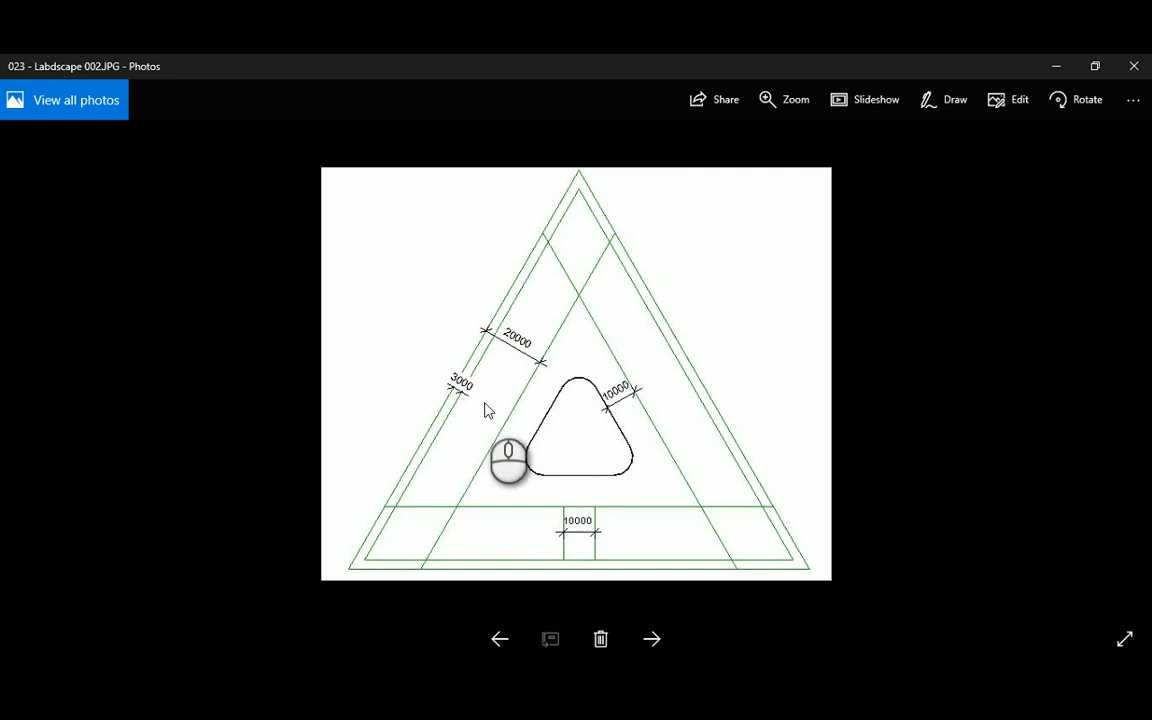 023 - Labdscape 002.JPG - Photos
View all photos
Share
Zoom
Slideshow
Draw
Edit
Rotate
20000
3000
10000
10000